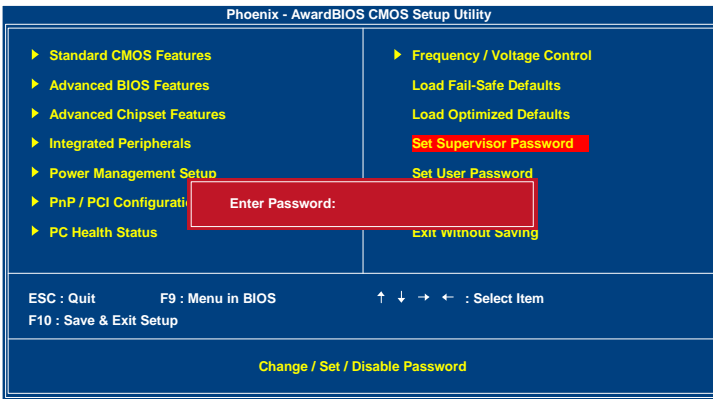 Phoenix - AwardBIOS CMOS Setup Utility
Standard CMOS Features
Advanced BIOS Features
Advanced Chipset Features
Integrated Peripherals
Power Management Setup
PnP / PCI
PC Health Status
Frequency / Voltage Control
Load Fail-Safe Defaults
Load Optimized Defaults
Set Supervisor Password
Set User Password
Exit Without Saving
Enter Password:
ESC : Quit F9 : Menu in BIOS ↑ ↓ → ← : Select Item
F10 : Save & Exit Setup
Change / Set / Disable Password